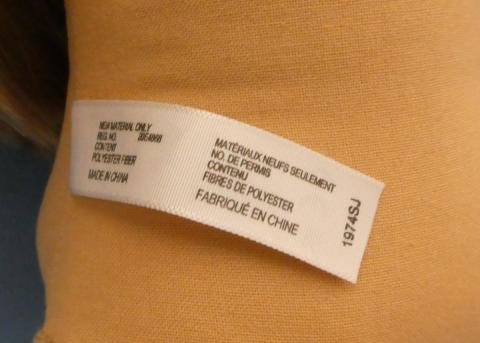 NEW MATERIAL ONLY
REG. NO.
CONTENT
POLYESTER FIBER
MADE IN CHINA
MATÉRIAUX NEUFS SEULEMENT
NO. DE PERMIS
CONTENU
FIBRES DE POLYESTER
FABRIQUÉ EN CHINE
1974SJ